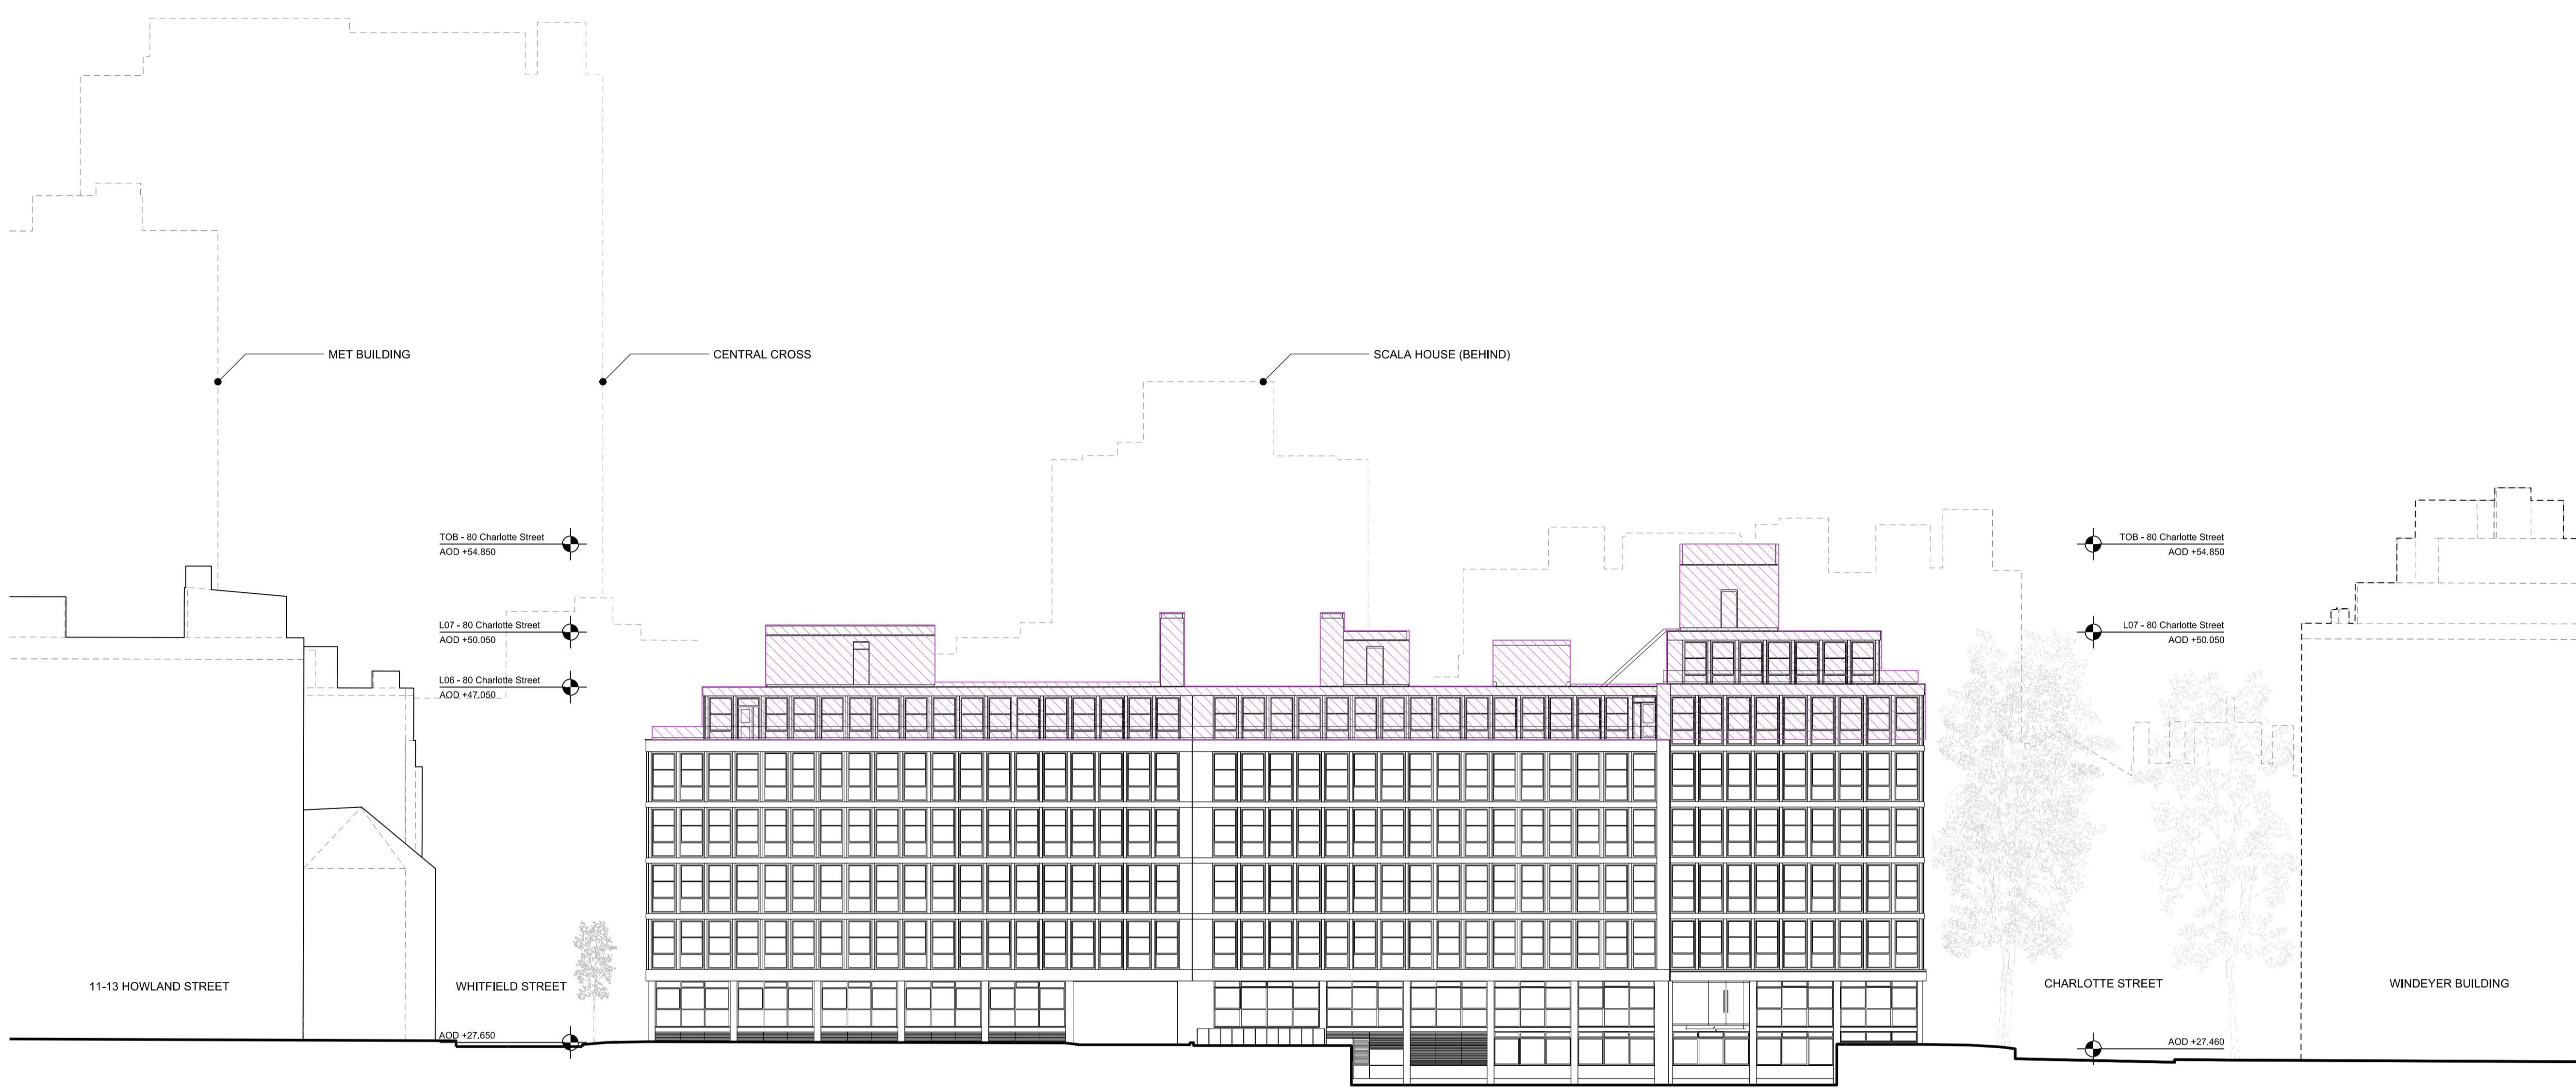 MET BUILDING
CENTRAL CROSS
SCALA HOUSE (BEHIND)
TOB - 80 Charlotte Street
AOD +54.850
TOB - 80 Charlotte Street
AOD +54.850
L07 - 80 Charlotte Street
AOD +50.050
L07 - 80 Charlotte Street
AOD +50.050
L06 - 80 Charlotte Street
AOD +47.050
11-13 HOWLAND STREET
WHITFIELD STREET
CHARLOTTE STREET
WINDEYER BUILDING
AOD +27.650
AOD +27.460